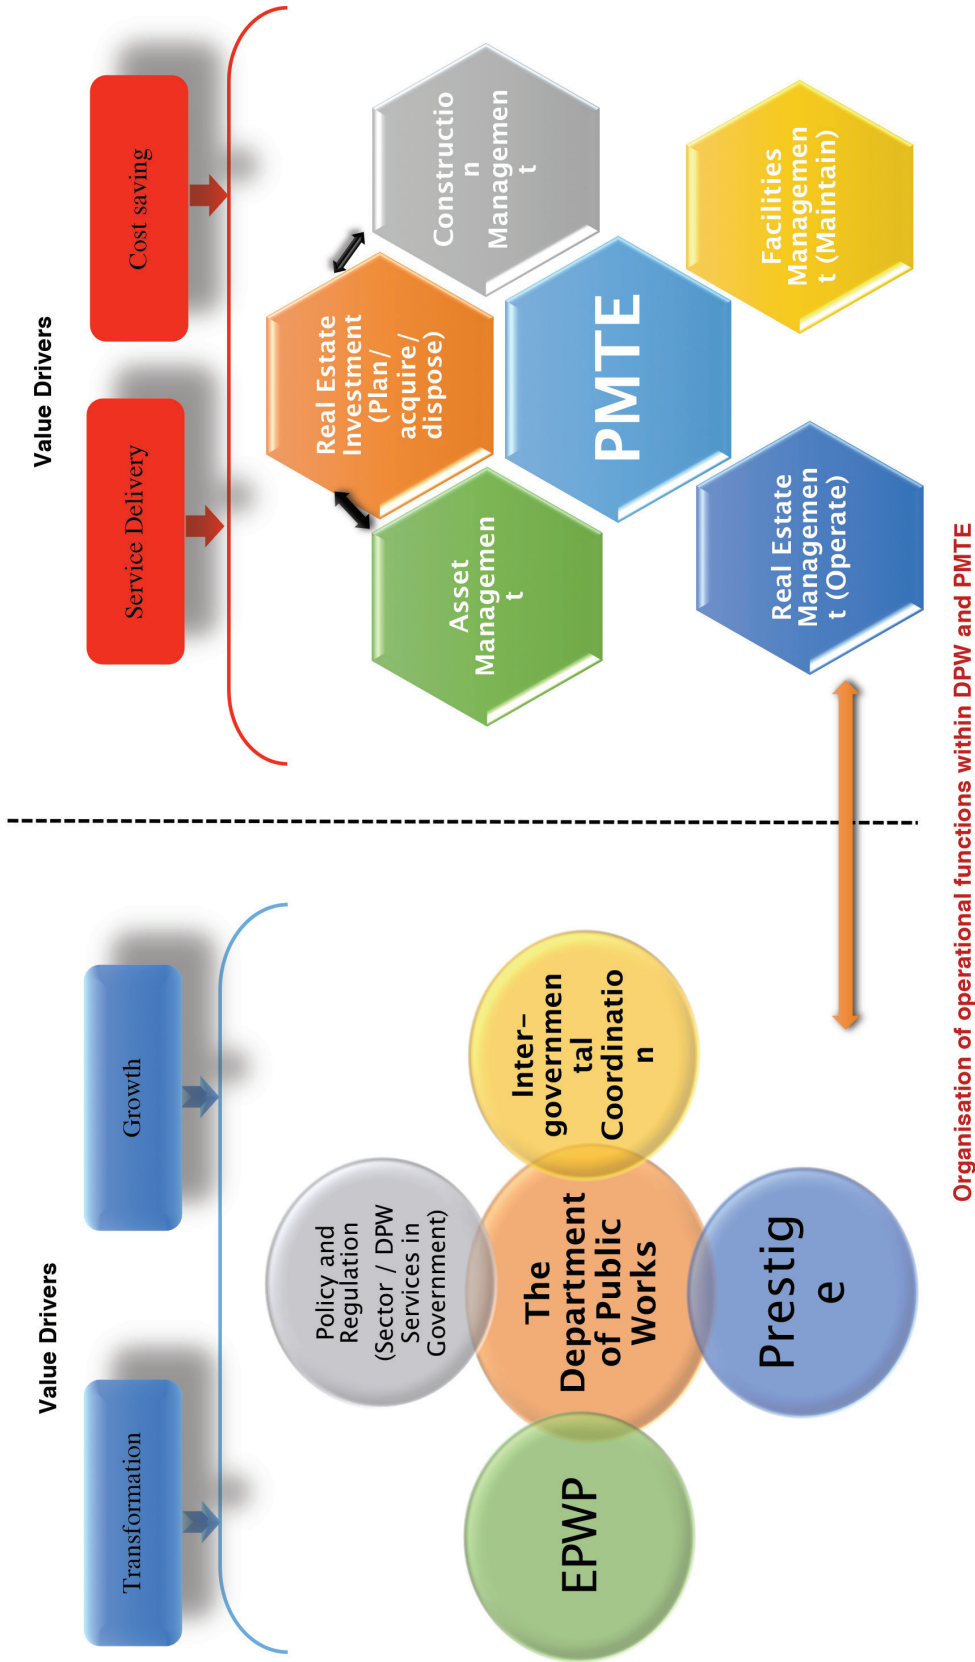 Value Drivers
Value Drivers
Transformation
Growth
Service Delivery
Cost saving
Policy and
Regulation
(Sector / DPW
Services in
Government)
EPWP
The
Department
of Public
Works
Inter-
governmen
tal
Coordinatio
n
Prestig
e
Real Estate
Investment
(Plan/
acquire/
dispose)
Asset
Managemen
t
Constructio
n
Managemen
t
PMTE
Real Estate
Managemen
t (Operate)
Facilities
Managemen
t (Maintain)
Organisation of operational functions within DPW and PMTE